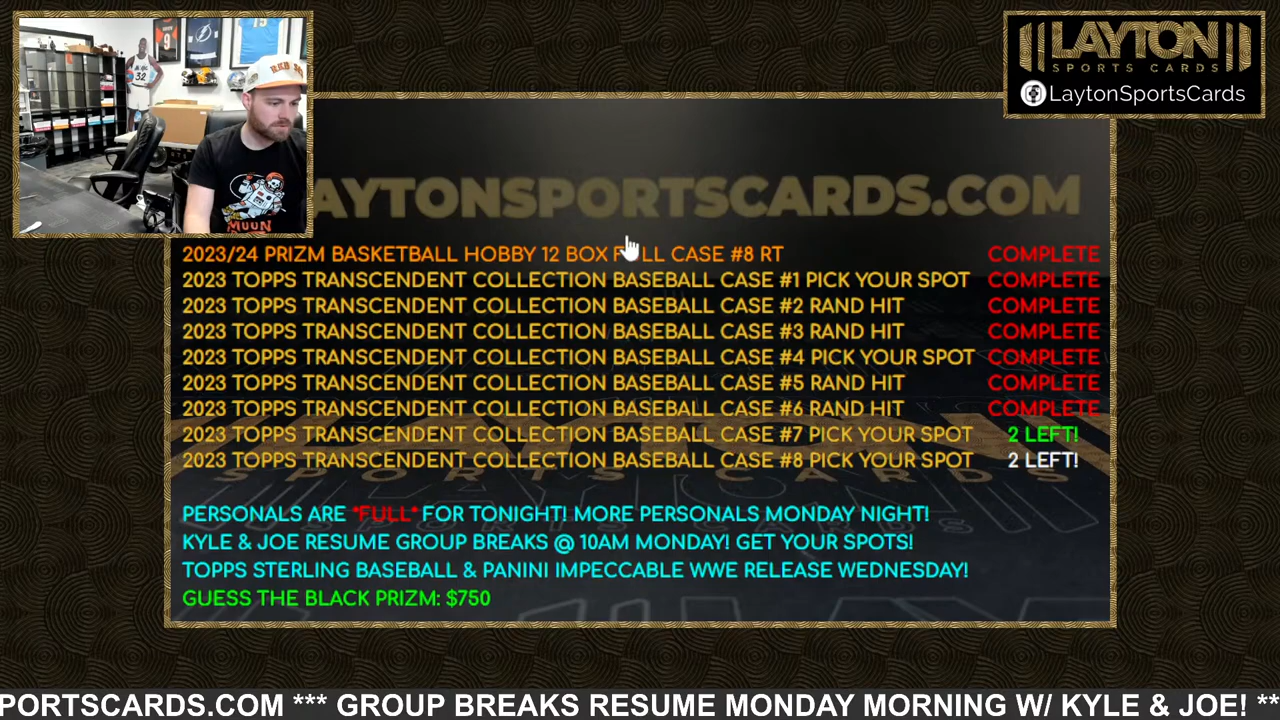 LAYTON
SPORTS CARDS
LaytonSportsCards
AYTONSPORTSCARDS.COM
2023/24 PRIZM BASKETBALL HOBBY 12 BOX FULL CASE #8 RT COMPLETE
2023 TOPPS TRANSCENDENT COLLECTION BASEBALL CASE #1 PICK YOUR SPOT COMPLETE
2023 TOPPS TRANSCENDENT COLLECTION BASEBALL CASE #2 RAND HIT COMPLETE
2023 TOPPS TRANSCENDENT COLLECTION BASEBALL CASE #3 RAND HIT COMPLETE
2023 TOPPS TRANSCENDENT COLLECTION BASEBALL CASE #4 PICK YOUR SPOT COMPLETE
2023 TOPPS TRANSCENDENT COLLECTION BASEBALL CASE #5 RAND HIT COMPLETE
2023 TOPPS TRANSCENDENT COLLECTION BASEBALL CASE #6 RAND HIT COMPLETE
2023 TOPPS TRANSCENDENT COLLECTION BASEBALL CASE #7 PICK YOUR SPOT 2 LEFT!
2023 TOPPS TRANSCENDENT COLLECTION BASEBALL CASE #8 PICK YOUR SPOT 2 LEFT!
SPORTS CARDS
PERSONALS ARE *FULL* FOR TONIGHT! MORE PERSONALS MONDAY NIGHT!
KYLE & JOE RESUME GROUP BREAKS @ 10AM MONDAY! GET YOUR SPOTS!
TOPPS STERLING BASEBALL & PANINI IMPECCABLE WWE RELEASE WEDNESDAY!
GUESS THE BLACK PRIZM: $750
PORTSCARDS.COM *** GROUP BREAKS RESUME MONDAY MORNING W/ KYLE & JOE! **
32
9
MOON